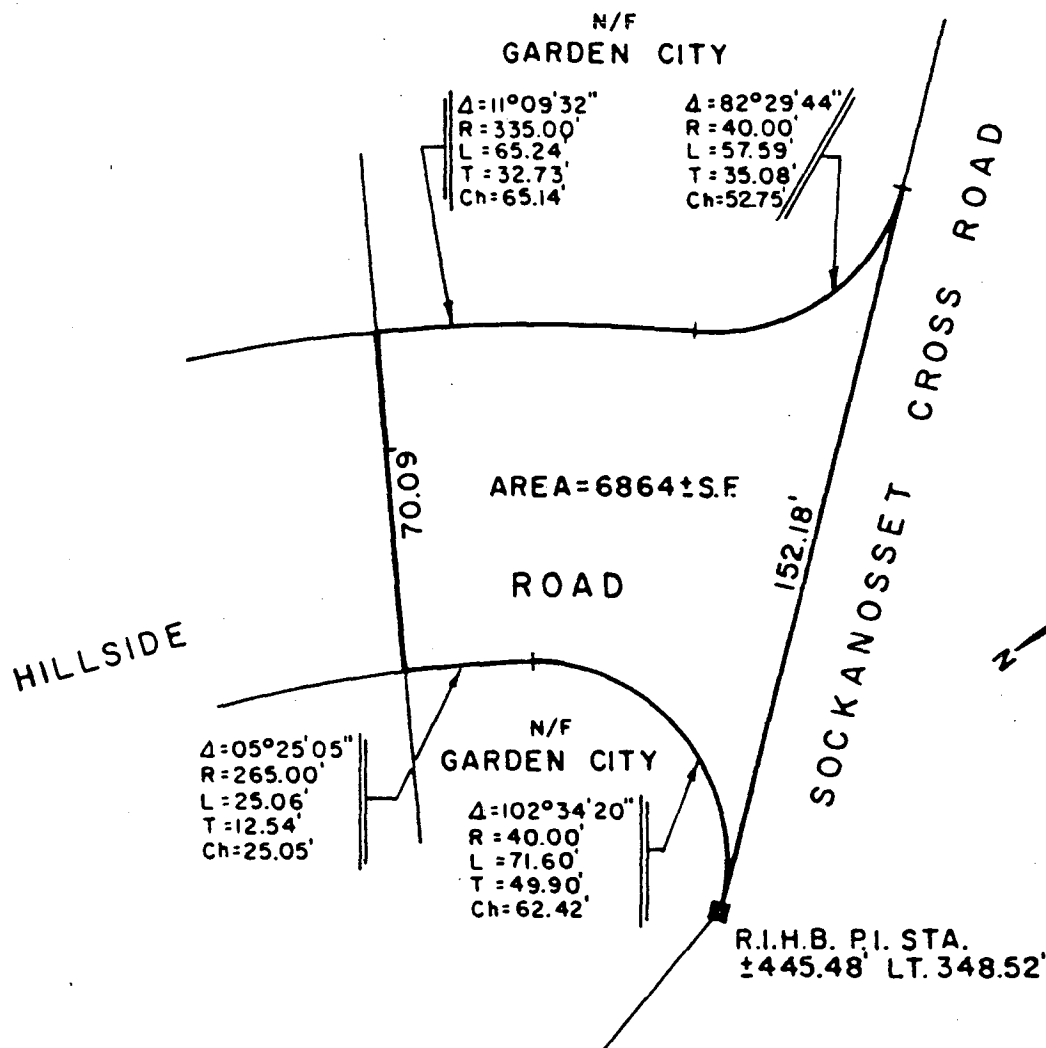 N/F
GARDEN CITY
Δ=11°09'32"
R=335.00'
L=65.24'
T=32.73'
Ch=65.14'
Δ=82°29'44"
R=40.00'
L=57.59'
T=35.08'
Ch=52.75'
SOCKANOSSET CROSS ROAD
70.09'
AREA=6864±S.F.
152.18'
ROAD
HILLSIDE
N
N/F
GARDEN CITY
Δ=05°25'05"
R=265.00'
L=25.06'
T=12.54'
Ch=25.05'
Δ=102°34'20"
R=40.00'
L=71.60'
T=49.90'
Ch=62.42'
R.I.H.B. P.I. STA.
±445.48' LT. 348.52'